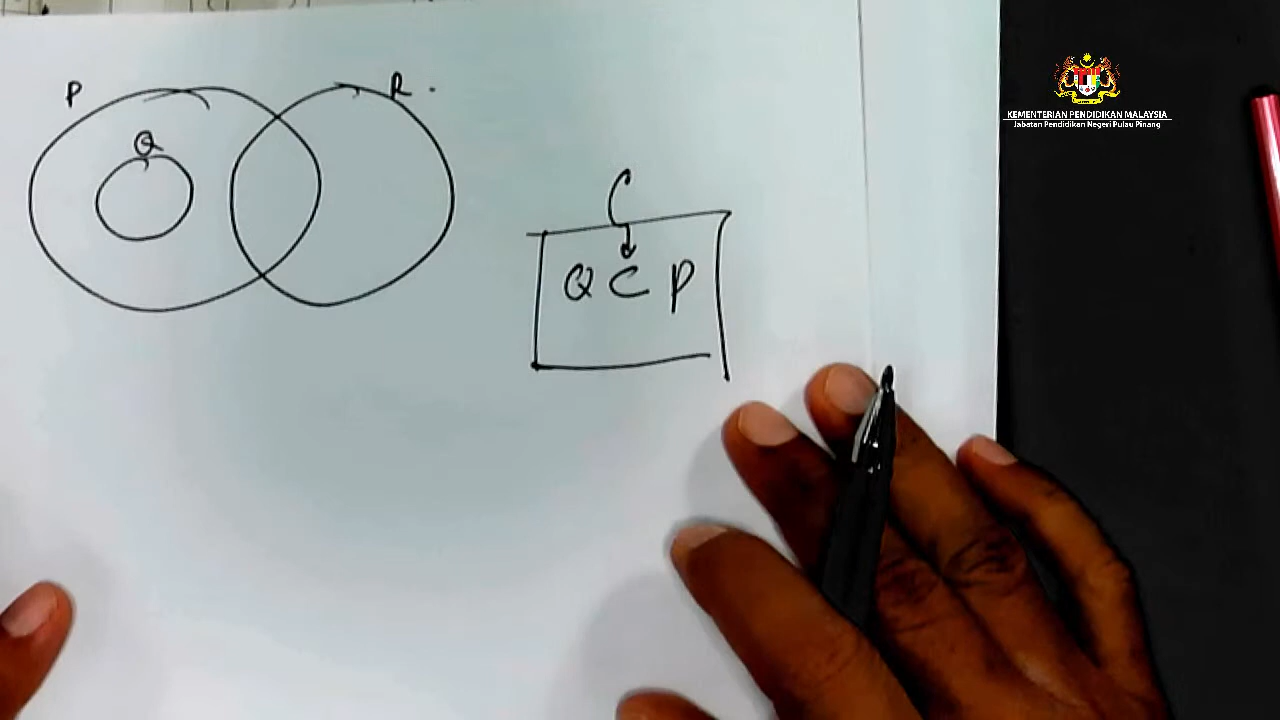 P
R.
Q
Q ⊂ P
KEMENTERIAN PENDIDIKAN MALAYSIA
Jabatan Pendidikan Negeri Pulau Pinang